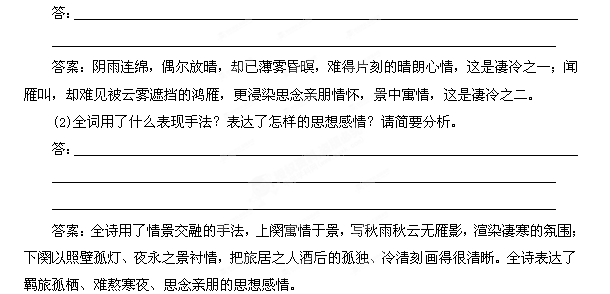 答：
答案：阴雨连绵，偶尔放晴，却已薄雾昏暝，难得片刻的晴朗心情，这是凄冷之一；闻
雁叫，却难见被云雾遮挡的鸿雁，更浸染思念亲朋情怀，景中寓情，这是凄冷之二。
(2)全词用了什么表现手法？表达了怎样的思想感情？请简要分析。
答：
答案：全诗用了情景交融的手法，上阕寓情于景，写秋雨秋云无雁影，渲染凄寒的氛围；
下阕以照壁孤灯、夜永之景衬情，把旅居之人酒后的孤独、冷清刻画得很清晰。全诗表达了
羁旅孤栖、难熬寒夜、思念亲朋的思想感情。